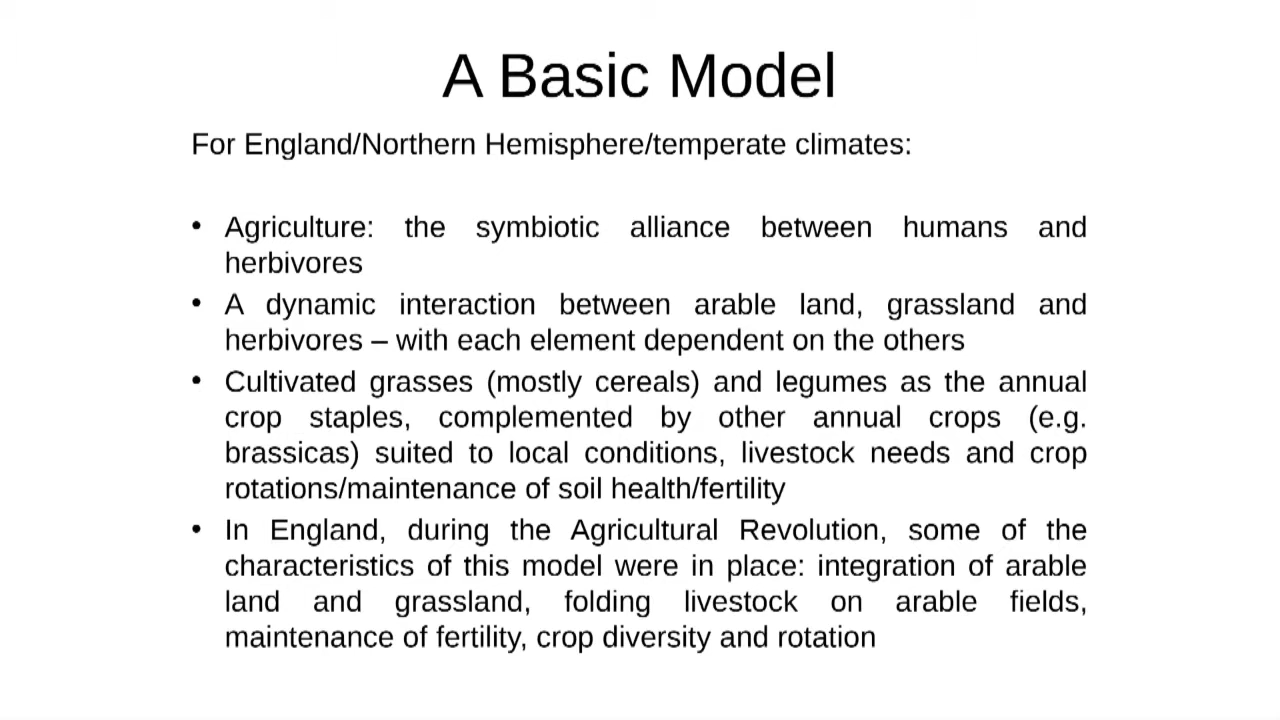 A Basic Model
For England/Northern Hemisphere/temperate climates:
• Agriculture: the symbiotic alliance between humans and
herbivores
• A dynamic interaction between arable land, grassland and
herbivores – with each element dependent on the others
• Cultivated grasses (mostly cereals) and legumes as the annual
crop staples, complemented by other annual crops (e.g.
brassicas) suited to local conditions, livestock needs and crop
rotations/maintenance of soil health/fertility
• In England, during the Agricultural Revolution, some of the
characteristics of this model were in place: integration of arable
land and grassland, folding livestock on arable fields,
maintenance of fertility, crop diversity and rotation